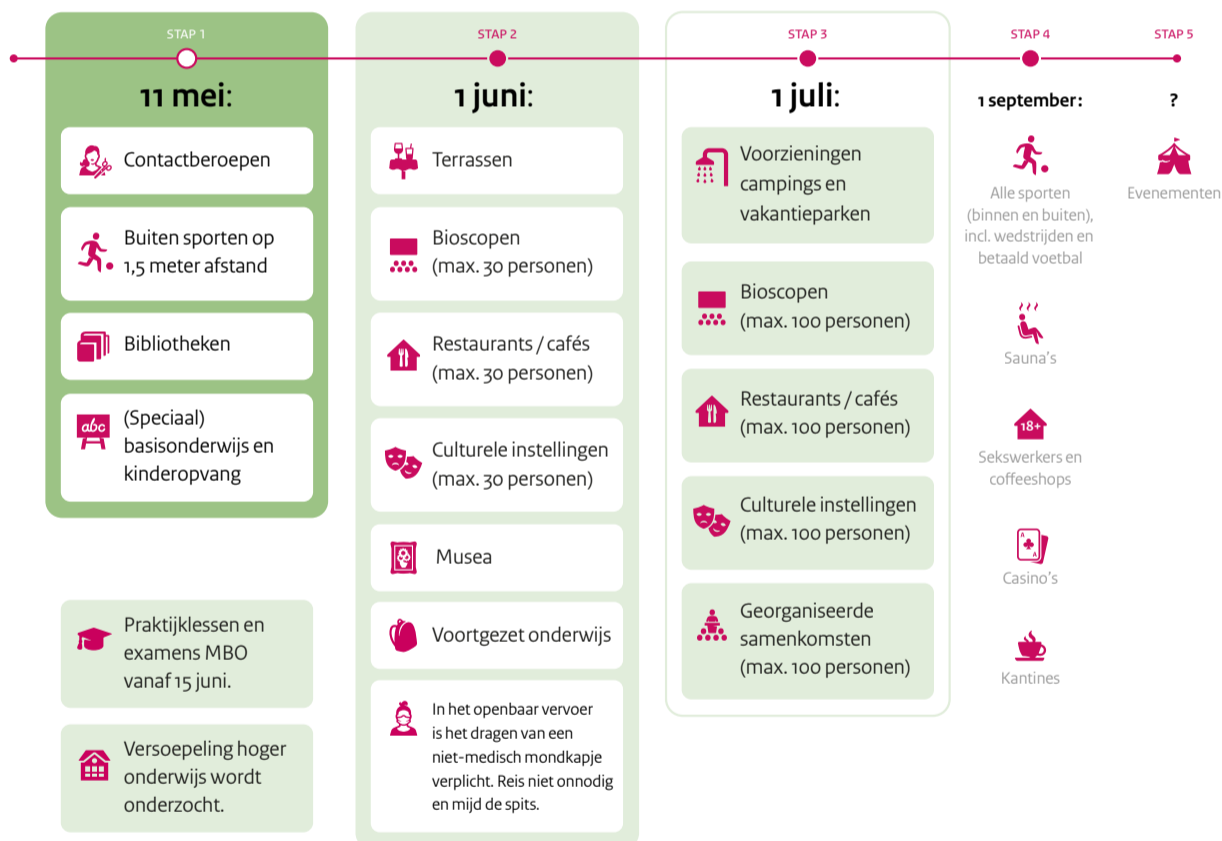 STAP 1
11 mei:
Contactberoepen
Buiten sporten op
1,5 meter afstand
Bibliotheken
abc
(Speciaal)
basisonderwijs en
kinderopvang
Praktijklessen en
examens MBO
vanaf 15 juni.
Versoepeling hoger
onderwijs wordt
onderzocht.
STAP 2
1 juni:
Terrassen
Bioscopen
(max. 30 personen)
Restaurants / cafés
(max. 30 personen)
Culturele instellingen
(max. 30 personen)
Musea
Voortgezet onderwijs
In het openbaar vervoer
is het dragen van een
niet-medisch mondkapje
verplicht. Reis niet onnodig
en mijd de spits.
STAP 3
1 juli:
Voorzieningen
campings en
vakantieparken
Bioscopen
(max. 100 personen)
Restaurants / cafés
(max. 100 personen)
Culturele instellingen
(max. 100 personen)
Georganiseerde
samenkomsten
(max. 100 personen)
STAP 4
1 september:
Alle sporten
(binnen en buiten),
incl. wedstrijden en
betaald voetbal
Sauna's
18+
Sekswerkers en
coffeeshops
A
A
Casino's
Kantines
STAP 5
?
Evenementen